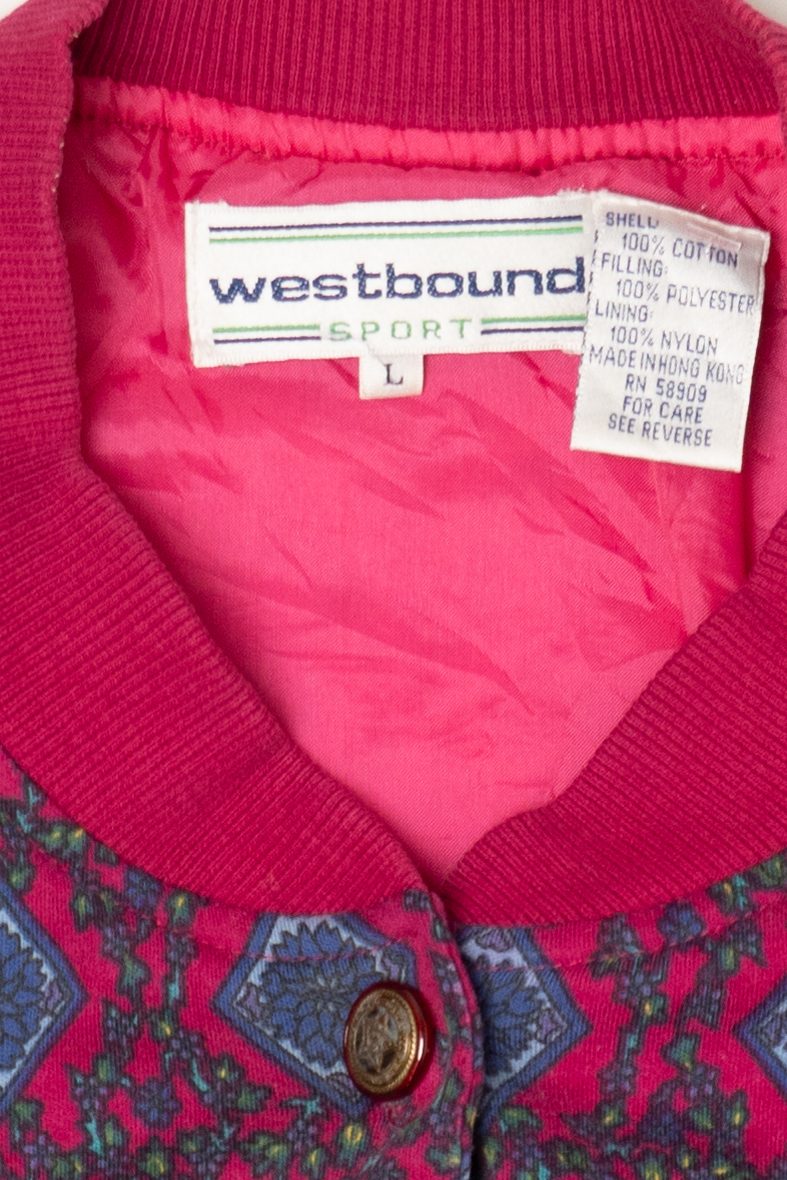 westbound
SPORT
L
SHELL
100% COTTON
FILLING:
100% POLYESTER
LINING:
100% NYLON
MADE IN HONG KONG
RN 58909
FOR CARE
SEE REVERSE